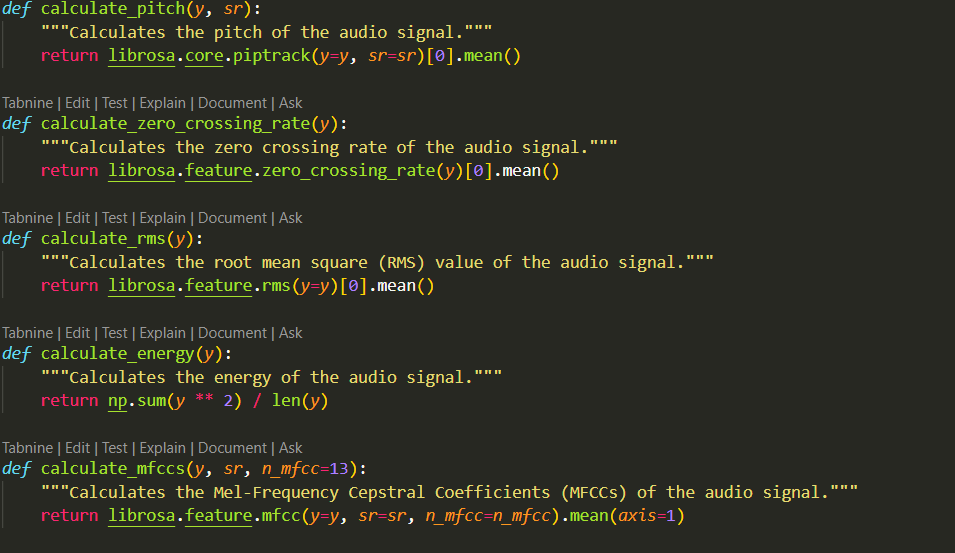 def calculate_pitch(y, sr):
    """Calculates the pitch of the audio signal."""
    return librosa.core.piptrack(y=y, sr=sr)[0].mean()
Tabnine | Edit | Test | Explain | Document | Ask
def calculate_zero_crossing_rate(y):
    """Calculates the zero crossing rate of the audio signal."""
    return librosa.feature.zero_crossing_rate(y)[0].mean()
Tabnine | Edit | Test | Explain | Document | Ask
def calculate_rms(y):
    """Calculates the root mean square (RMS) value of the audio signal."""
    return librosa.feature.rms(y=y)[0].mean()
Tabnine | Edit | Test | Explain | Document | Ask
def calculate_energy(y):
    """Calculates the energy of the audio signal."""
    return np.sum(y ** 2) / len(y)
Tabnine | Edit | Test | Explain | Document | Ask
def calculate_mfccs(y, sr, n_mfcc=13):
    """Calculates the Mel-Frequency Cepstral Coefficients (MFCCs) of the audio signal."""
    return librosa.feature.mfcc(y=y, sr=sr, n_mfcc=n_mfcc).mean(axis=1)